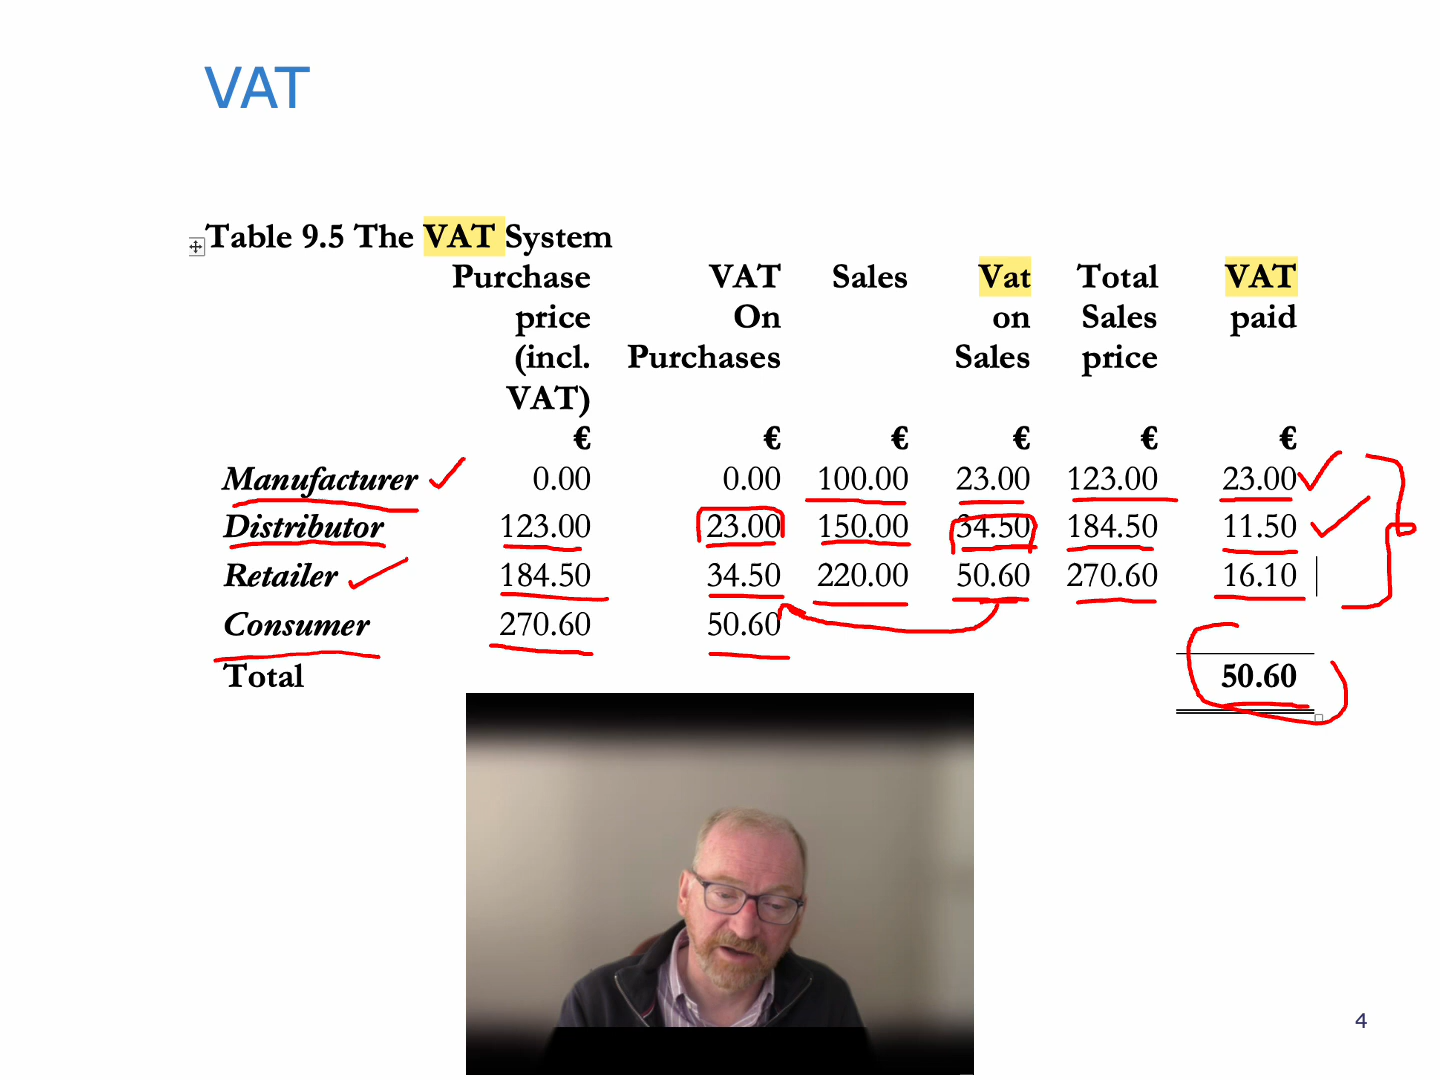 VAT
Table 9.5 The VAT System
Purchase price (incl. VAT) VAT On Purchases Sales Vat on Sales Total Sales price VAT paid
€ € € € € €
Manufacturer 0.00 0.00 100.00 23.00 123.00 23.00
Distributor 123.00 23.00 150.00 34.50 184.50 11.50
Retailer 184.50 34.50 220.00 50.60 270.60 16.10
Consumer 270.60 50.60
Total 50.60
4